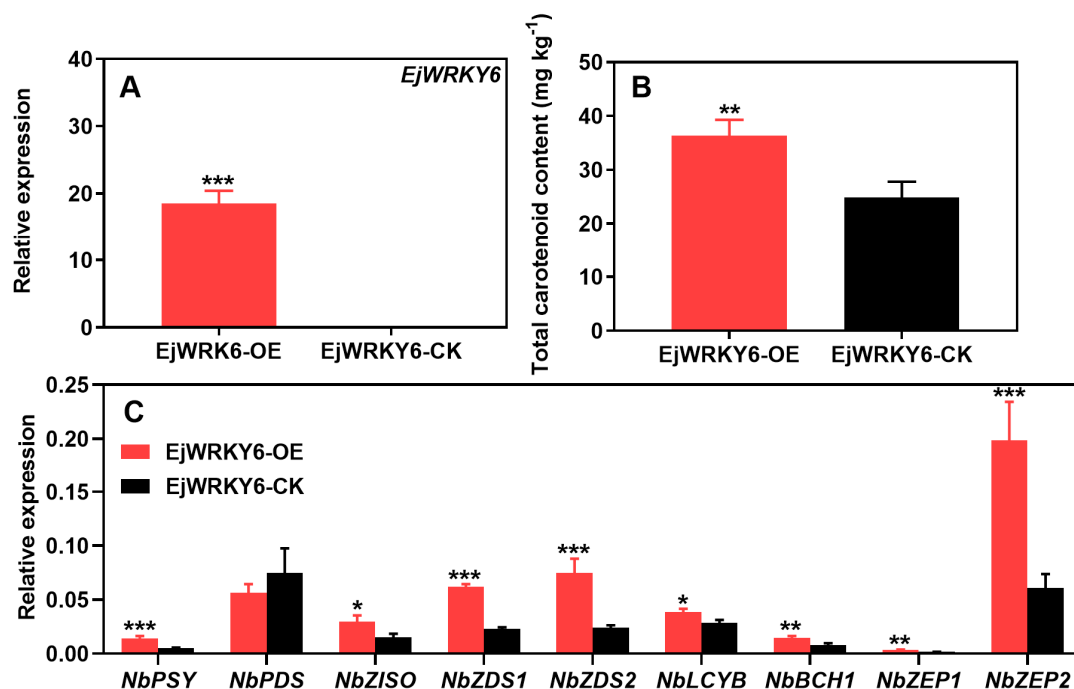 A
EjWRKY6
Relative expression
40
30
20
10
0
***
EjWRK6-OE
EjWRKY6-CK
B
Total carotenoid content (mg kg⁻¹)
50
40
30
20
10
0
**
EjWRKY6-OE
EjWRKY6-CK
C
EjWRKY6-OE
EjWRKY6-CK
Relative expression
0.25
0.20
0.15
0.10
0.05
0.00
*** * *** *** * ** ** ***
NbPSY NbPDS NbZISO NbZDS1 NbZDS2 NbLCYB NbBCH1 NbZEP1 NbZEP2